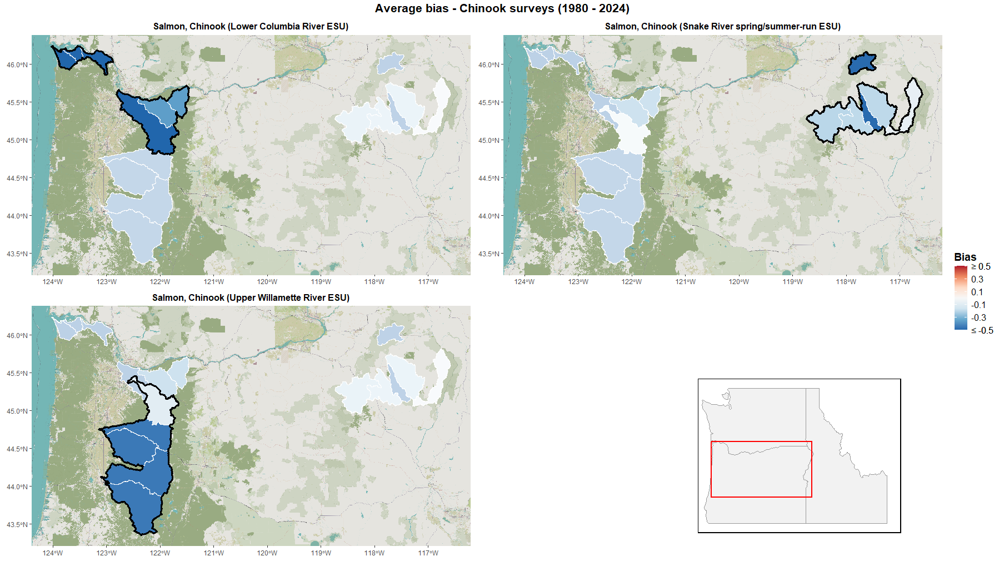 Average bias - Chinook surveys (1980 - 2024)
Salmon, Chinook (Lower Columbia River ESU)
46.0°N
45.5°N
45.0°N
44.5°N
44.0°N
43.5°N
124°W 123°W 122°W 121°W 120°W 119°W 118°W 117°W
Salmon, Chinook (Snake River spring/summer-run ESU)
46.0°N
45.5°N
45.0°N
44.5°N
44.0°N
43.5°N
124°W 123°W 122°W 121°W 120°W 119°W 118°W 117°W
Salmon, Chinook (Upper Willamette River ESU)
46.0°N
45.5°N
45.0°N
44.5°N
44.0°N
43.5°N
124°W 123°W 122°W 121°W 120°W 119°W 118°W 117°W
Bias
≥ 0.5
0.3
0.1
-0.1
-0.3
≤ -0.5